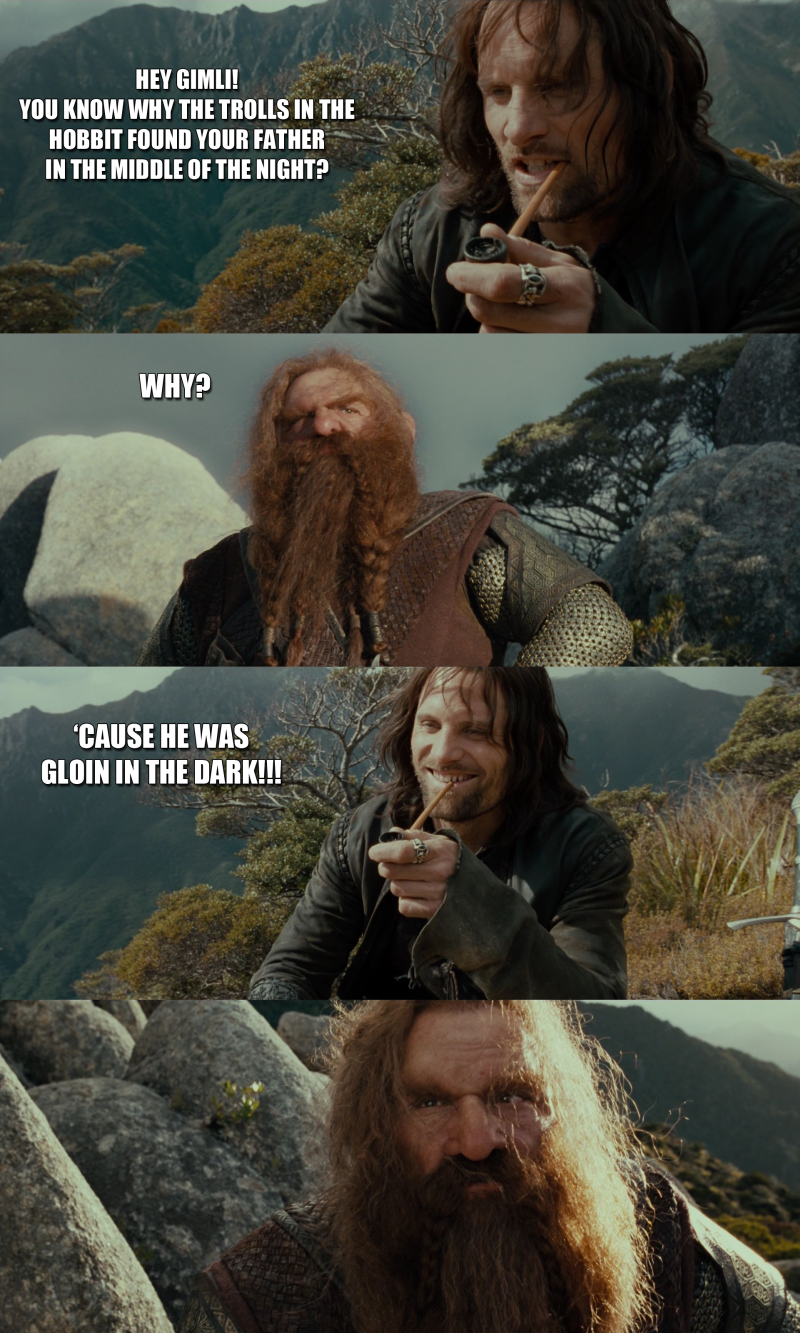 HEY GIMLI!
YOU KNOW WHY THE TROLLS IN THE
HOBBIT FOUND YOUR FATHER
IN THE MIDDLE OF THE NIGHT?
WHY?
‘CAUSE HE WAS
GLOIN IN THE DARK!!!